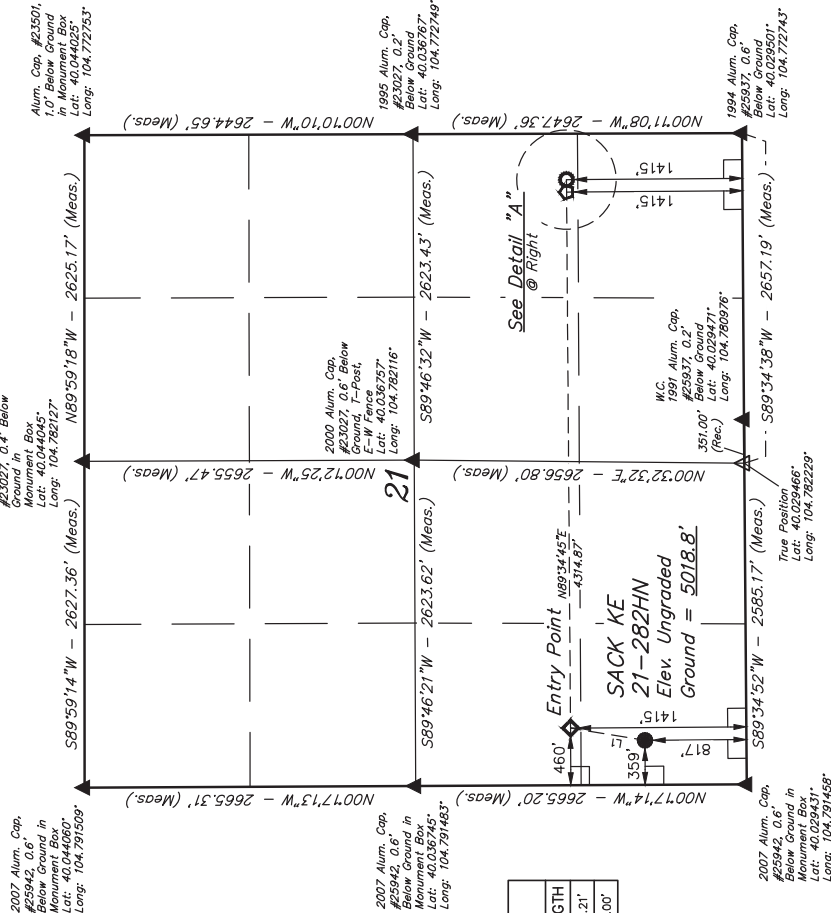 #23027, 0.4' Below
Ground in
Monument Box
Lat: 40.044045°
Long: 104.782127°
2007 Alum. Cap,
#25942, 0.6'
Below Ground in
Monument Box
Lat: 40.044060°
Long: 104.791509°
S89°59'14"W - 2627.36' (Meas.)
N89°59'18"W - 2625.17' (Meas.)
Alum. Cap, #23501,
1.0' Below Ground
in Monument Box
Lat: 40.044025°
Long: 104.772753°
N00°17'13"W - 2665.31' (Meas.)
N00°12'25"W - 2655.47' (Meas.)
N00°10'10"W - 2644.65' (Meas.)
2007 Alum. Cap,
#25942, 0.6'
Below Ground in
Monument Box
Lat: 40.036745°
Long: 104.791483°
S89°46'21"W - 2623.62' (Meas.)
21
2000 Alum. Cap,
#23027, 0.6' Below
Ground, T-Post,
E-W Fence
Lat: 40.036757°
Long: 104.782116°
S89°46'32"W - 2623.43' (Meas.)
1995 Alum. Cap,
#23027, 0.2'
Below Ground
Lat: 40.036767°
Long: 104.772749°
N00°17'14"W - 2665.20' (Meas.)
N00°32'32"E - 2656.80' (Meas.)
N00°11'08"W - 2647.36' (Meas.)
See Detail "A"
@ Right
Entry Point
N89°34'45"E
4314.87'
460'
1415'
L1
359'
817'
SACK KE
21-282HN
Elev. Ungraded
Ground = 5018.8'
1415'
1415'
W.C.
1991 Alum. Cap,
#25937, 0.2'
Below Ground
Lat: 40.029471°
Long: 104.780976°
351.00'
(Rec.)
GTH
.21'
.00'
2007 Alum. Cap,
#25942, 0.6'
Below Ground in
Monument Box
Lat: 40.029431°
Long: 104.791458°
S89°34'52"W - 2585.17' (Meas.)
True Position
Lat: 40.029466°
Long: 104.782229°
S89°34'38"W - 2657.19' (Meas.)
1994 Alum. Cap,
#25937, 0.6'
Below Ground
Lat: 40.029501°
Long: 104.772743°